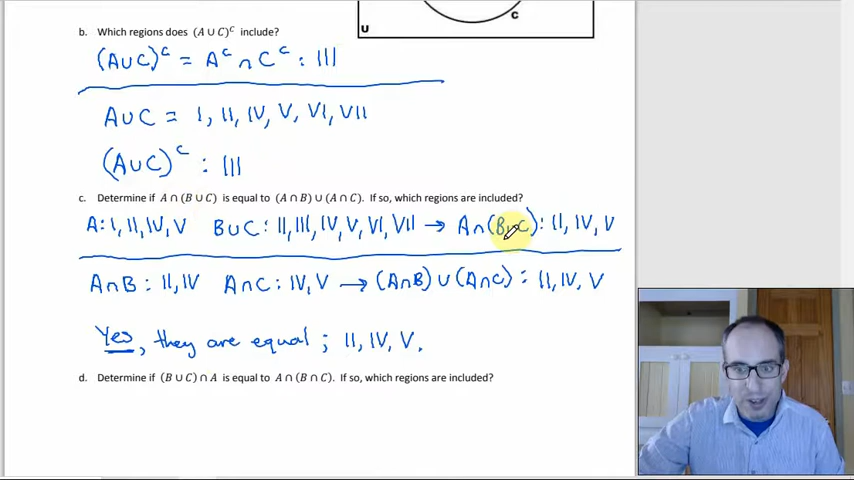 C
U
b. Which regions does (A ∪ C)ᶜ include?
(A∪C)ᶜ = Aᶜ ∩ Cᶜ : III
A∪C = I, II, IV, V, VI, VII
(A∪C)ᶜ : III
c. Determine if A ∩ (B ∪ C) is equal to (A ∩ B) ∪ (A ∩ C). If so, which regions are included?
A: I, II, IV, V B∪C: II, III, IV, V, VI, VII → A∩(B∪C): II, IV, V
A∩B : II, IV A∩C : IV, V → (A∩B) ∪ (A∩C) : II, IV, V
Yes, they are equal ; II, IV, V.
d. Determine if (B ∪ C) ∩ A is equal to A ∩ (B ∩ C). If so, which regions are included?